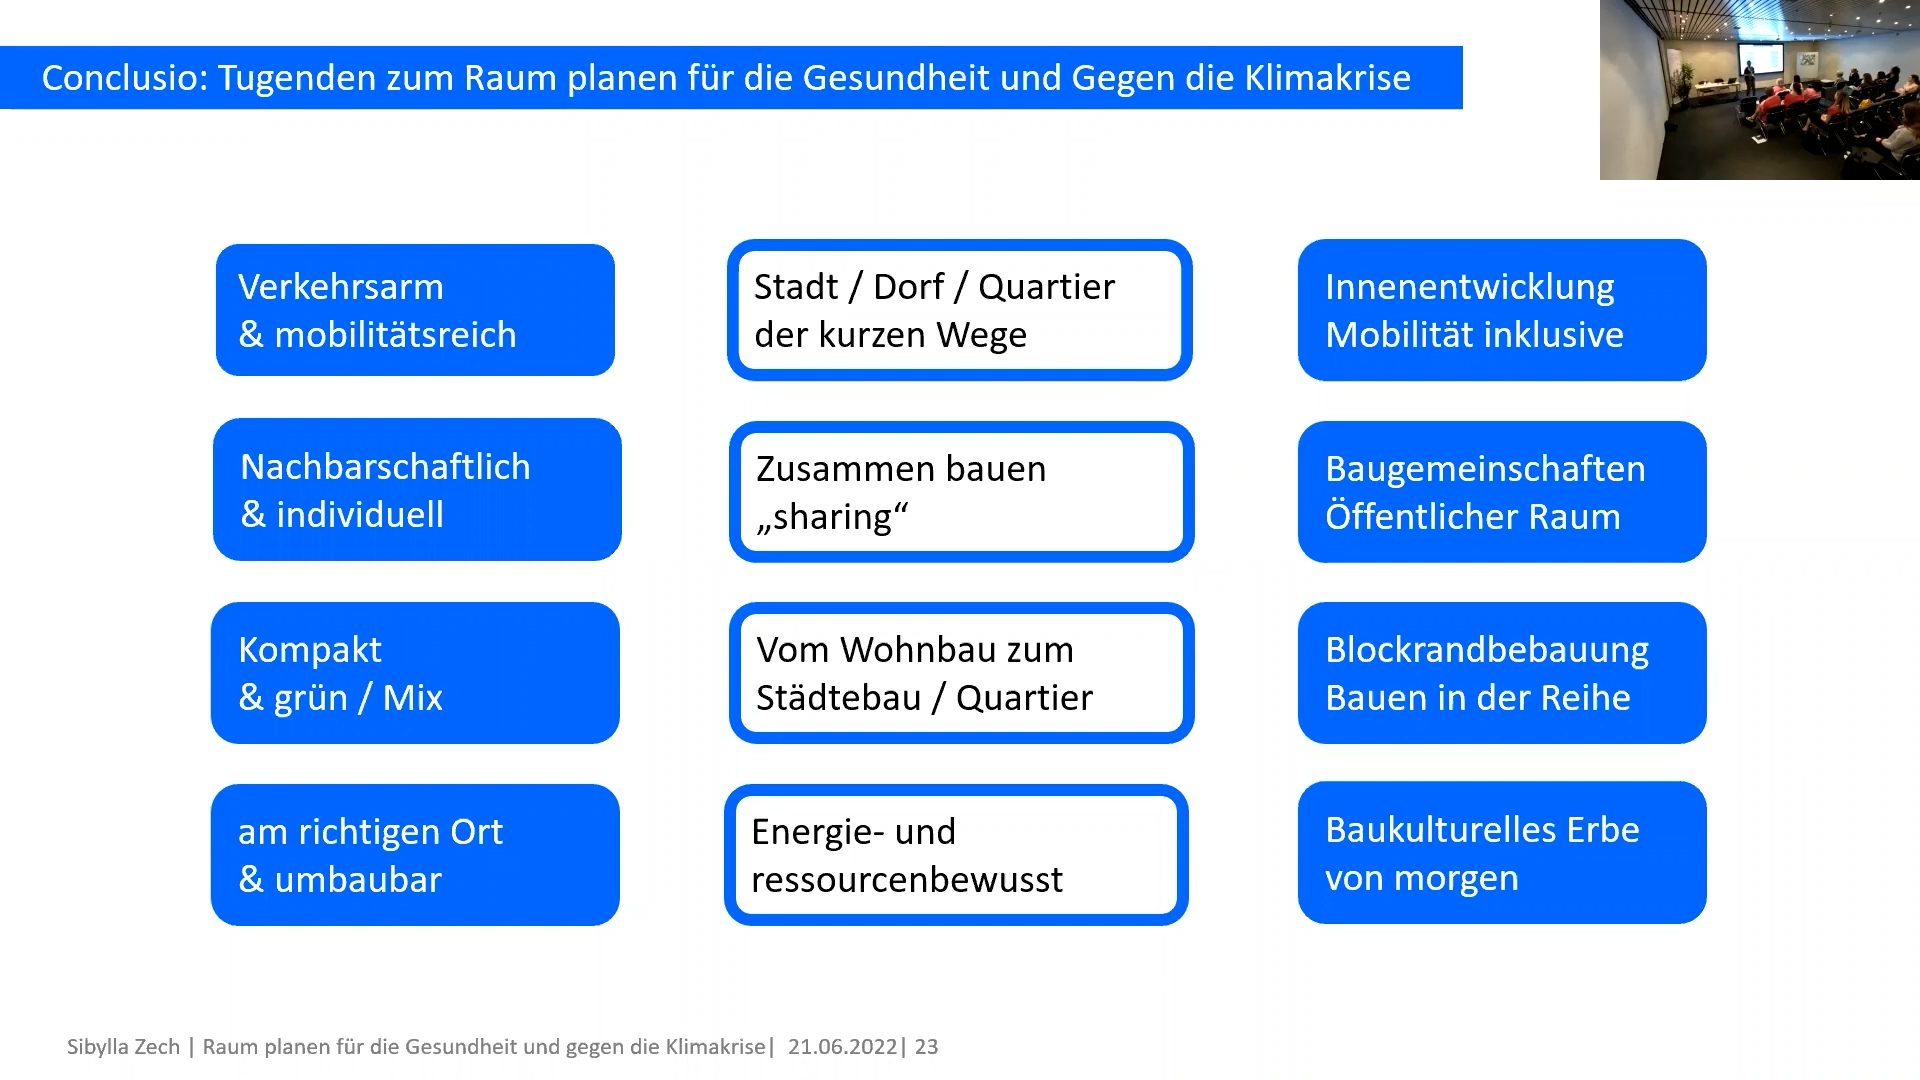 Conclusio: Tugenden zum Raum planen für die Gesundheit und Gegen die Klimakrise
Verkehrsarm
& mobilitätsreich
Stadt / Dorf / Quartier
der kurzen Wege
Innenentwicklung
Mobilität inklusive
Nachbarschaftlich
& individuell
Zusammen bauen
„sharing“
Baugemeinschaften
Öffentlicher Raum
Kompakt
& grün / Mix
Vom Wohnbau zum
Städtebau / Quartier
Blockrandbebauung
Bauen in der Reihe
am richtigen Ort
& umbaubar
Energie- und
ressourcenbewusst
Baukulturelles Erbe
von morgen
Sibylla Zech | Raum planen für die Gesundheit und gegen die Klimakrise| 21.06.2022| 23